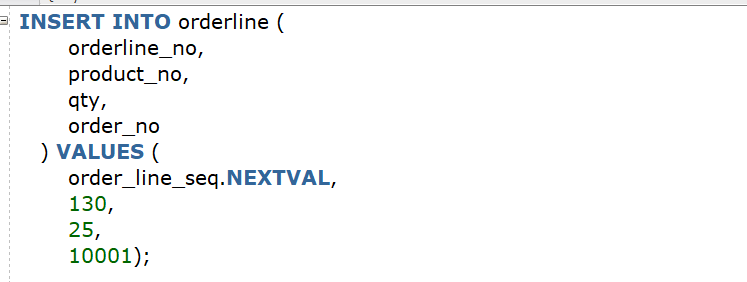 INSERT INTO orderline (
orderline_no,
product_no,
qty,
order_no
) VALUES (
order_line_seq.NEXTVAL,
130,
25,
10001);